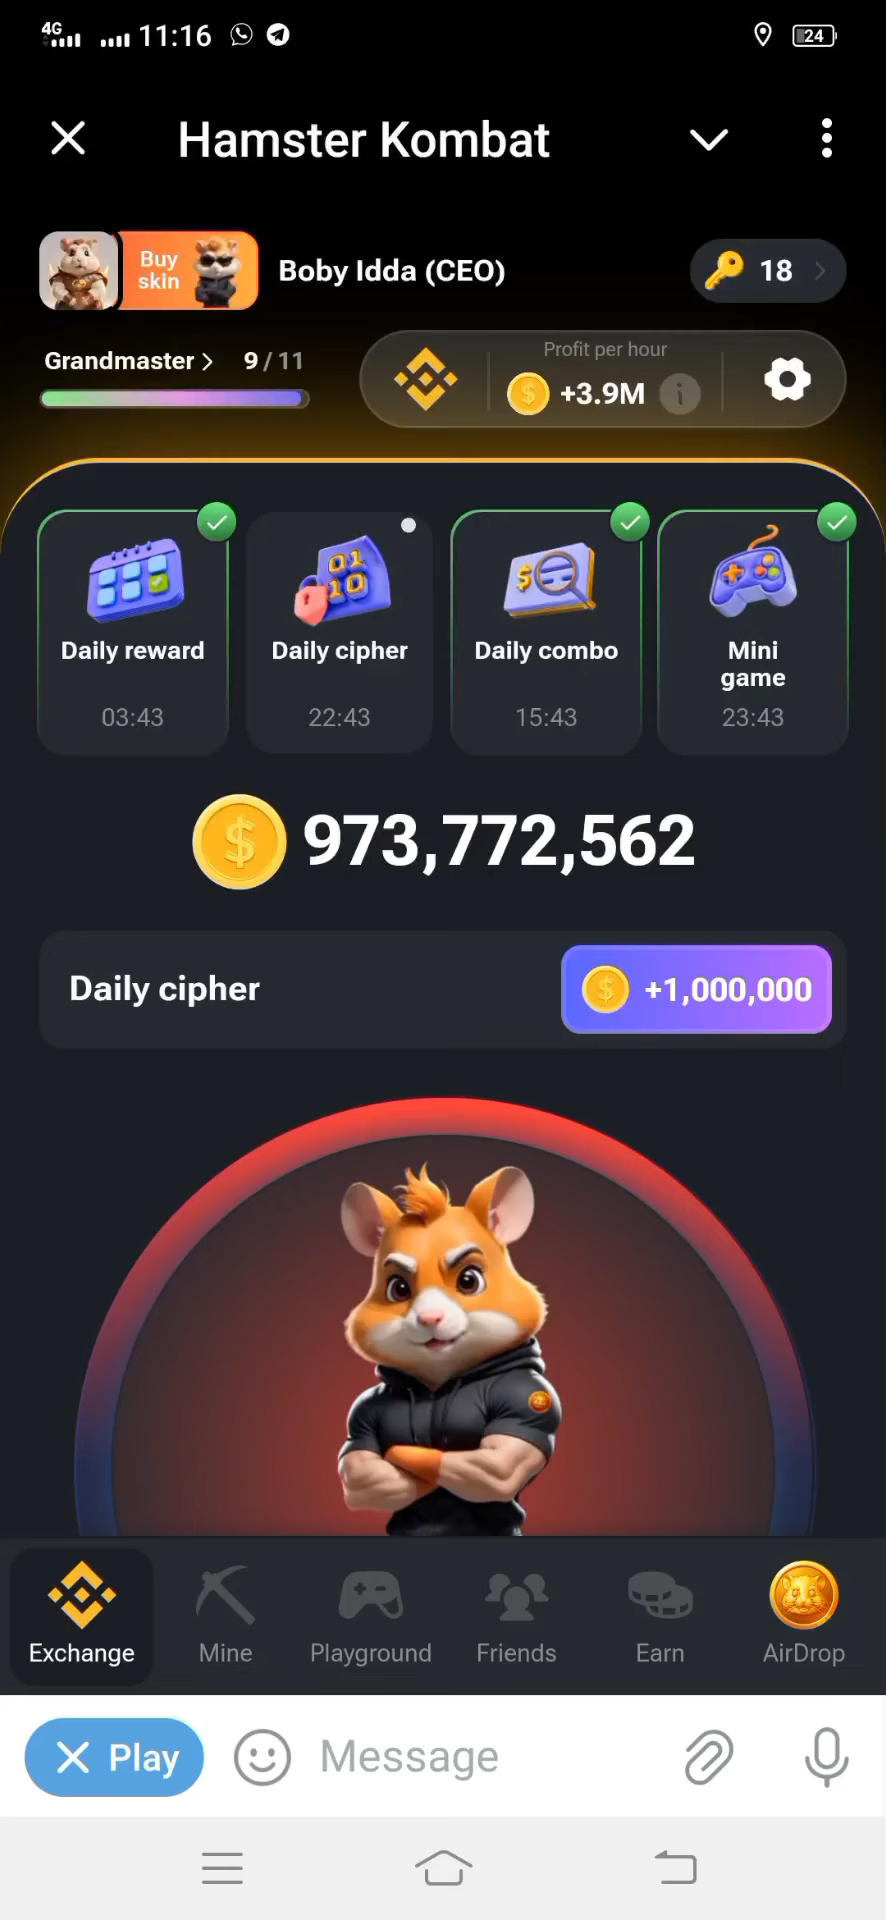 4G 11:16 24
Hamster Kombat
Buy
skin
Boby Idda (CEO)
18
Grandmaster > 9 / 11
Profit per hour
+3.9M
Daily reward
03:43
Daily cipher
22:43
Daily combo
15:43
Mini
game
23:43
973,772,562
Daily cipher
+1,000,000
Exchange
Mine
Playground
Friends
Earn
AirDrop
Play
Message